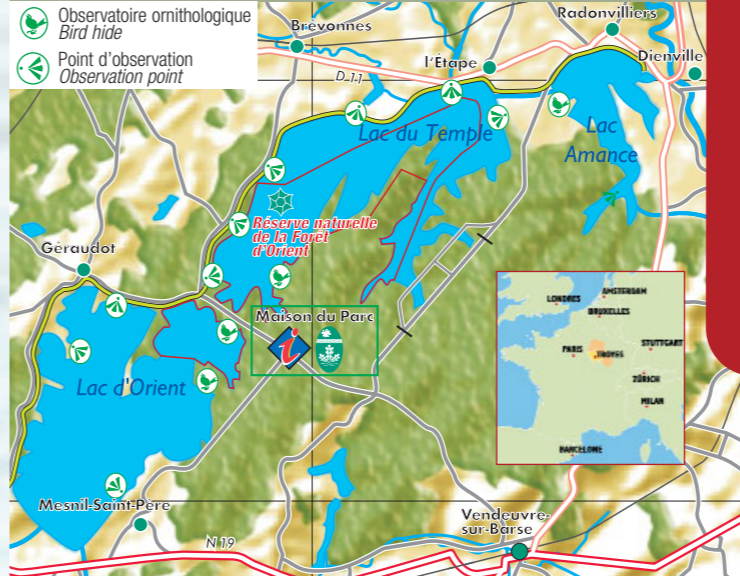 Observatoire ornithologique
Bird hide
Point d'observation
Observation point
Brévonnes
Radonvilliers
l'Étape
Dienville
D 11
Lac du Temple
Lac
Amance
Réserve naturelle
de la Forêt
d'Orient
Géraudot
Maison du Parc
i
Lac d'Orient
LONDRES
AMSTERDAM
BRUXELLES
PARIS
TROYES
STUTTGART
ZÜRICH
MILAN
BARCELONE
Mesnil-Saint-Père
Vendeuvre-
sur-Barse
N 19